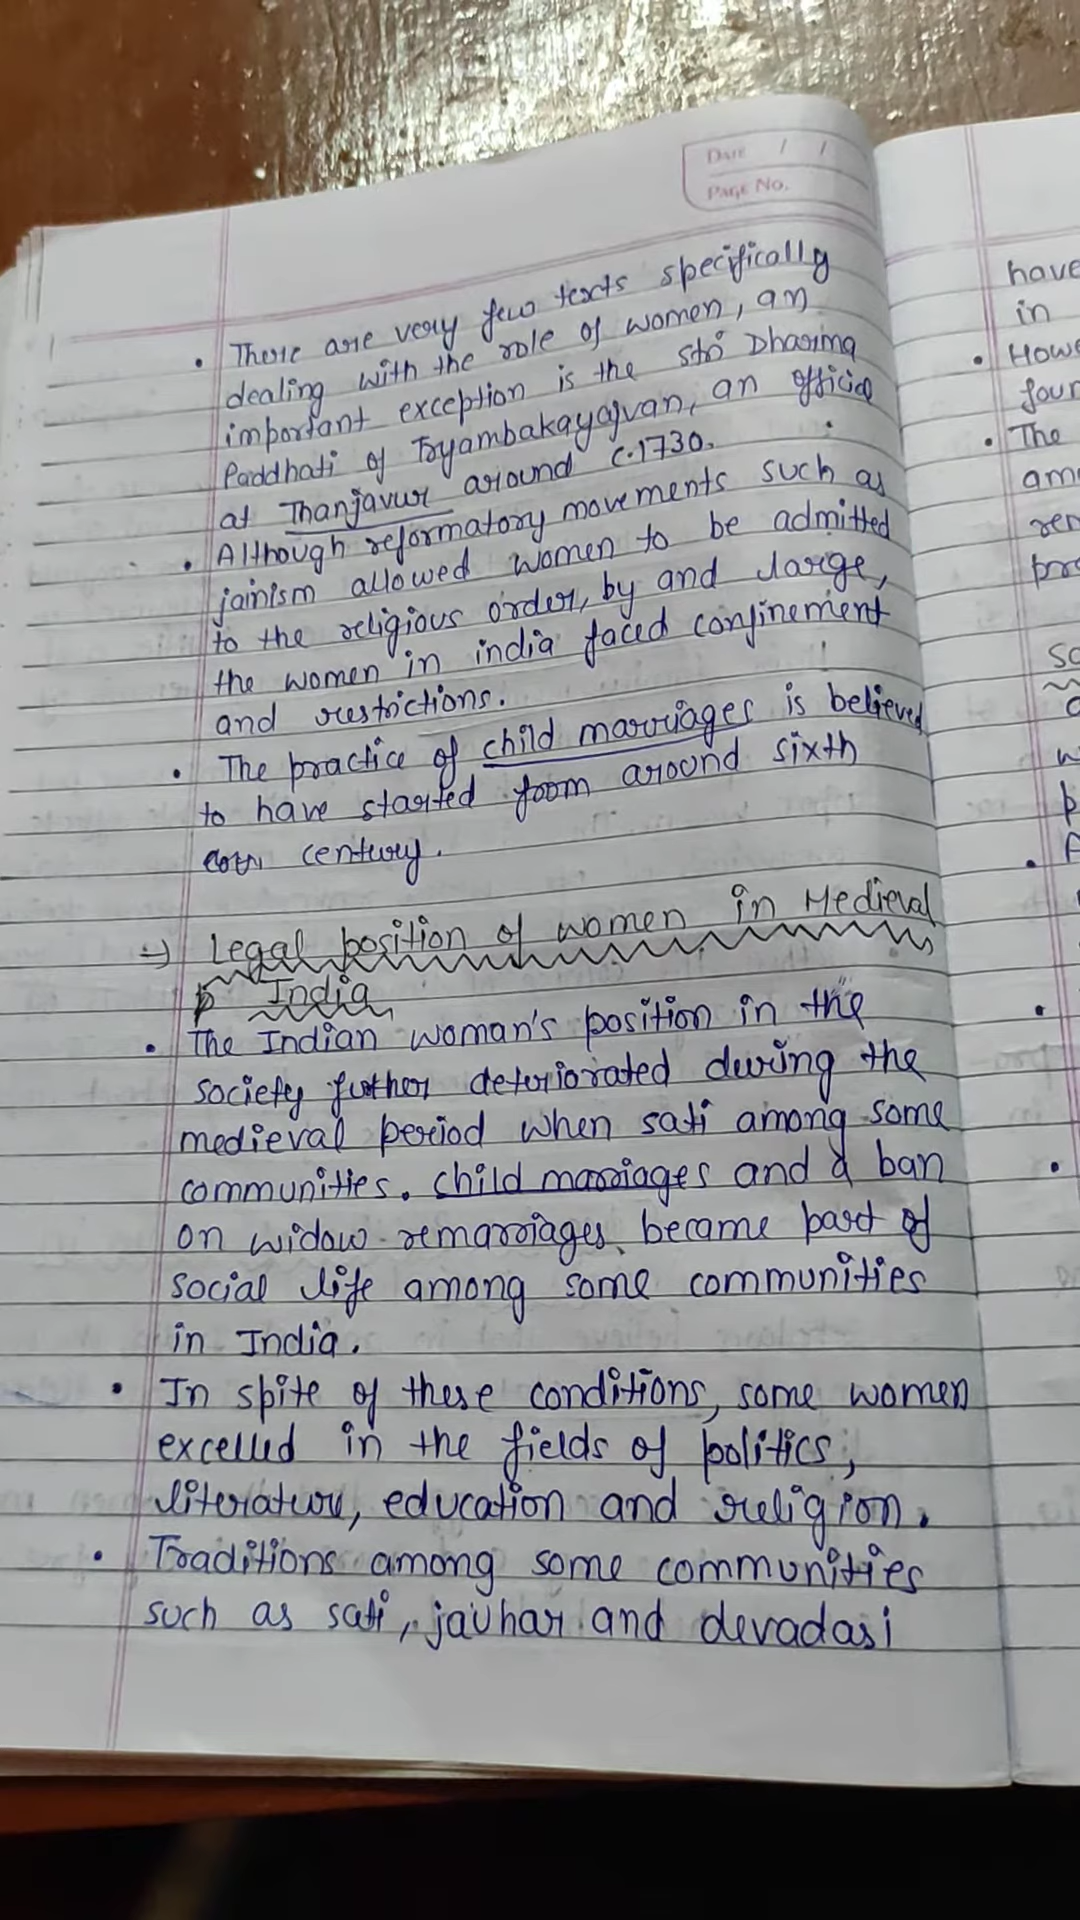 Date / /
Page No.
• There are very few texts specifically
dealing with the role of women, an
important exception is the stri Dharma
Paddhati of Tryambakayajvan, an official
at Thanjavur around c.1730.
• Although reformatory movements such as
jainism allowed women to be admitted
to the religious order, by and large,
the women in india faced confinement
and restrictions.
• The practice of child marriages is believed
to have started from around sixth
century.
Legal position of women in Medieval
India
• The Indian woman's position in the
society further deteriorated during the
medieval period when sati among some
communities. child marriages and a ban
on widow remarriages became part of
social life among some communities
in India.
• In spite of these conditions, some women
excelled in the fields of politics,
literature, education and religion.
• Traditions among some communities
such as sati, jauhar and devadasi
have
in
• Howe
four
• The
am